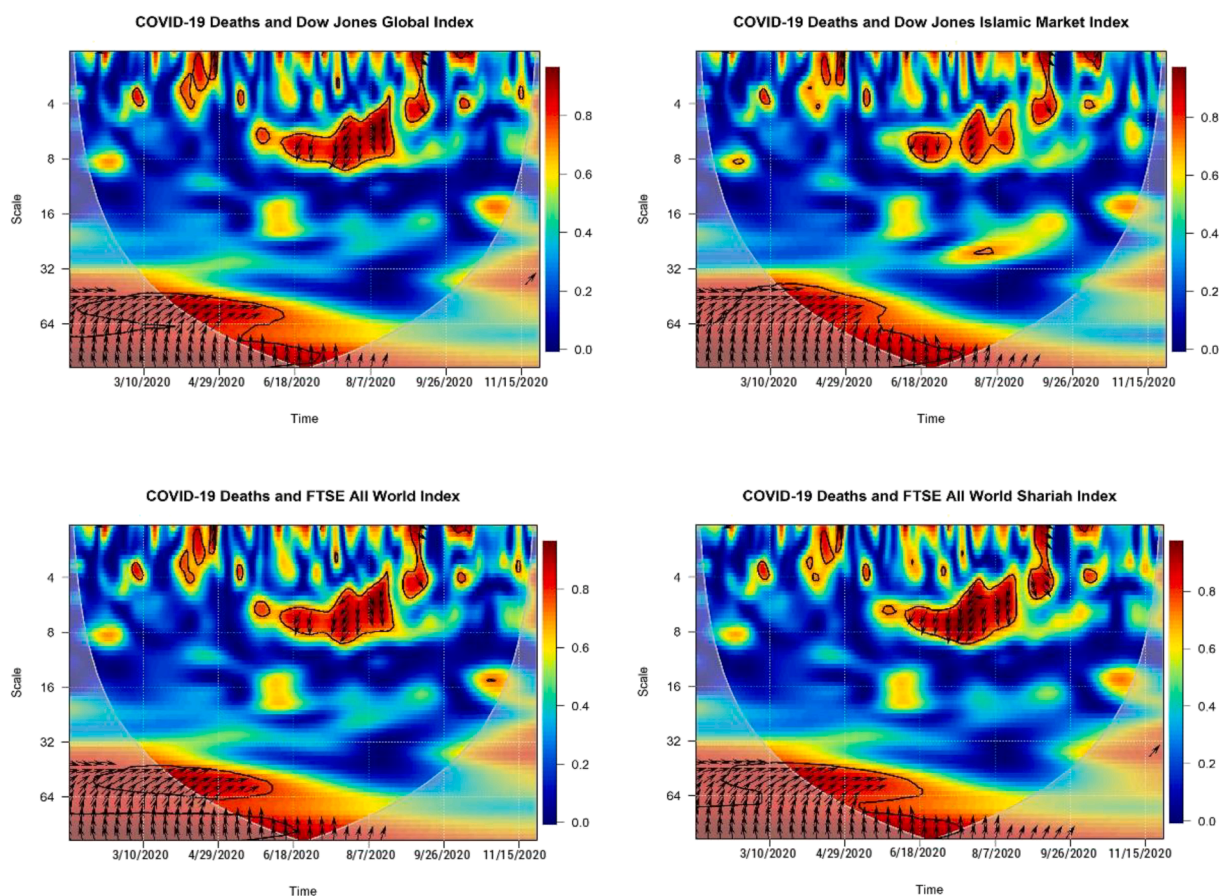 COVID-19 Deaths and Dow Jones Global Index
Scale
4
8
16
32
64
3/10/2020 4/29/2020 6/18/2020 8/7/2020 9/26/2020 11/15/2020
Time
0.8
0.6
0.4
0.2
0.0
COVID-19 Deaths and Dow Jones Islamic Market Index
Scale
4
8
16
32
64
3/10/2020 4/29/2020 6/18/2020 8/7/2020 9/26/2020 11/15/2020
Time
0.8
0.6
0.4
0.2
0.0
COVID-19 Deaths and FTSE All World Index
Scale
4
8
16
32
64
3/10/2020 4/29/2020 6/18/2020 8/7/2020 9/26/2020 11/15/2020
Time
0.8
0.6
0.4
0.2
0.0
COVID-19 Deaths and FTSE All World Shariah Index
Scale
4
8
16
32
64
3/10/2020 4/29/2020 6/18/2020 8/7/2020 9/26/2020 11/15/2020
Time
0.8
0.6
0.4
0.2
0.0